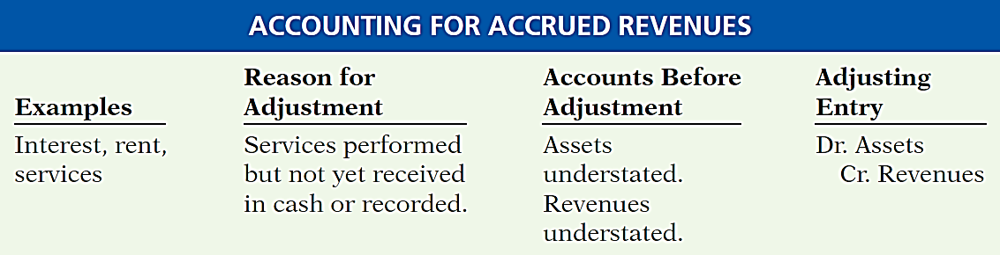 ACCOUNTING FOR ACCRUED REVENUES
Examples
Reason for
Adjustment
Accounts Before
Adjustment
Adjusting
Entry
Interest, rent,
services
Services performed
but not yet received
in cash or recorded.
Assets
understated.
Revenues
understated.
Dr. Assets
Cr. Revenues